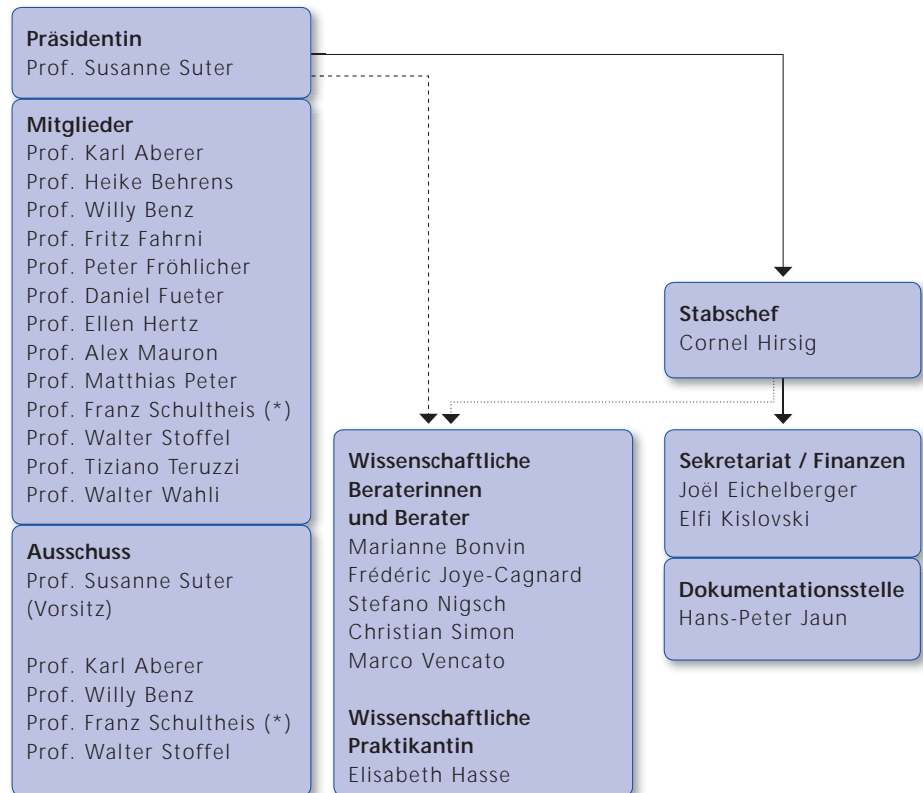 Präsidentin
Prof. Susanne Suter
Mitglieder
Prof. Karl Aberer
Prof. Heike Behrens
Prof. Willy Benz
Prof. Fritz Fahrni
Prof. Peter Fröhlicher
Prof. Daniel Fueter
Prof. Ellen Hertz
Prof. Alex Mauron
Prof. Matthias Peter
Prof. Franz Schultheis (*)
Prof. Walter Stoffel
Prof. Tiziano Teruzzi
Prof. Walter Wahli
Ausschuss
Prof. Susanne Suter
(Vorsitz)
Prof. Karl Aberer
Prof. Willy Benz
Prof. Franz Schultheis (*)
Prof. Walter Stoffel
Wissenschaftliche
Beraterinnen
und Berater
Marianne Bonvin
Frédéric Joye-Cagnard
Stefano Nigsch
Christian Simon
Marco Vencato
Wissenschaftliche
Praktikantin
Elisabeth Hasse
Stabschef
Cornel Hirsig
Sekretariat / Finanzen
Joël Eichelberger
Elfi Kislovski
Dokumentationsstelle
Hans-Peter Jaun